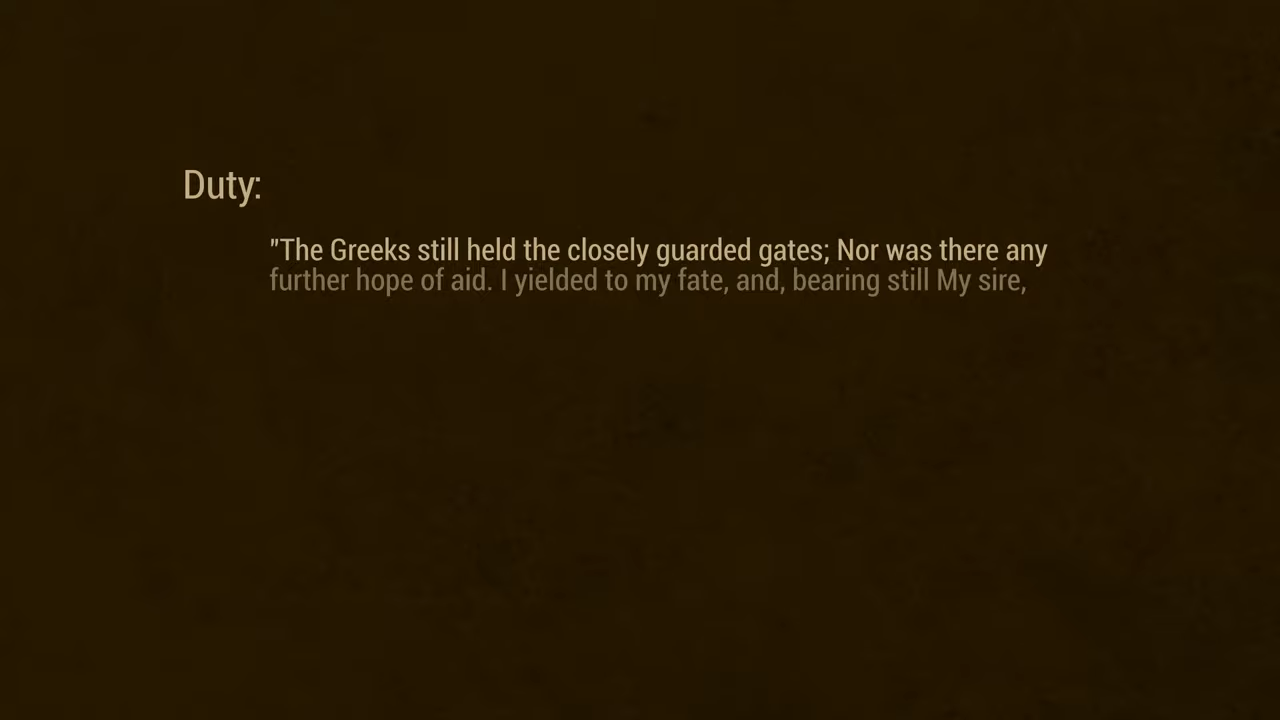 Duty:
"The Greeks still held the closely guarded gates; Nor was there any
further hope of aid. I yielded to my fate, and, bearing still My sire,